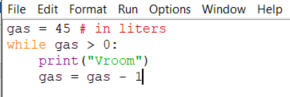 File Edit Format Run Options Window Help
gas = 45 # in liters
while gas > 0:
    print("Vroom")
    gas = gas - 1